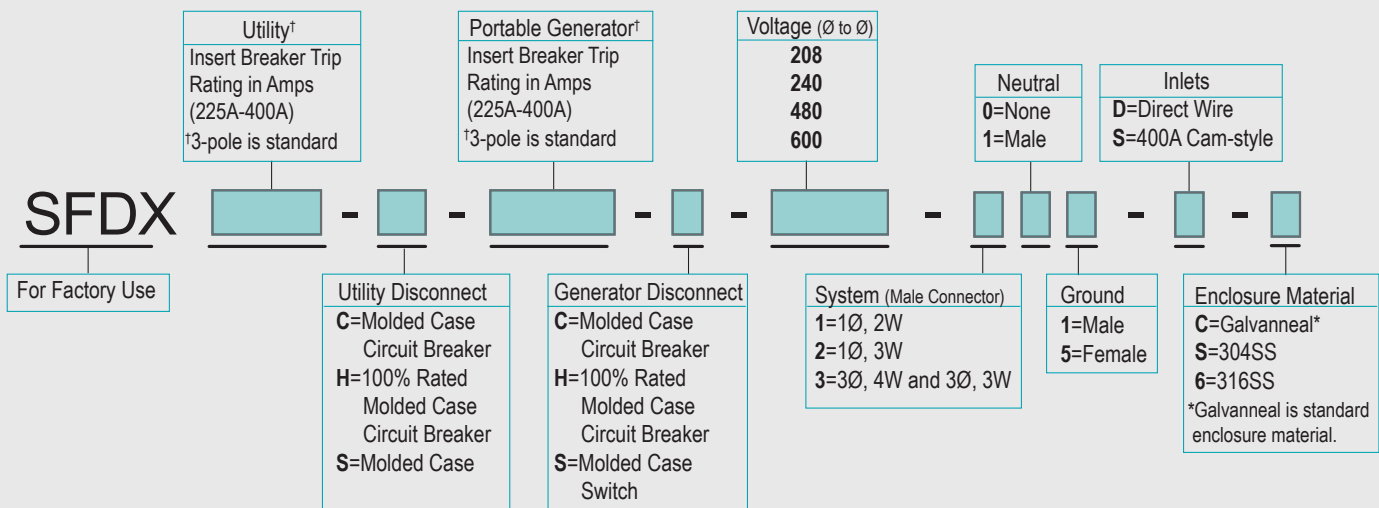 Utility†
Insert Breaker Trip
Rating in Amps
(225A-400A)
†3-pole is standard
Portable Generator†
Insert Breaker Trip
Rating in Amps
(225A-400A)
†3-pole is standard
Voltage (Ø to Ø)
208
240
480
600
Neutral
0=None
1=Male
Inlets
D=Direct Wire
S=400A Cam-style
SFDX - - - - - - -
For Factory Use
Utility Disconnect
C=Molded Case
Circuit Breaker
H=100% Rated
Molded Case
Circuit Breaker
S=Molded Case
Generator Disconnect
C=Molded Case
Circuit Breaker
H=100% Rated
Molded Case
Circuit Breaker
S=Molded Case
Switch
System (Male Connector)
1=1Ø, 2W
2=1Ø, 3W
3=3Ø, 4W and 3Ø, 3W
Ground
1=Male
5=Female
Enclosure Material
C=Galvanneal*
S=304SS
6=316SS
*Galvanneal is standard
enclosure material.